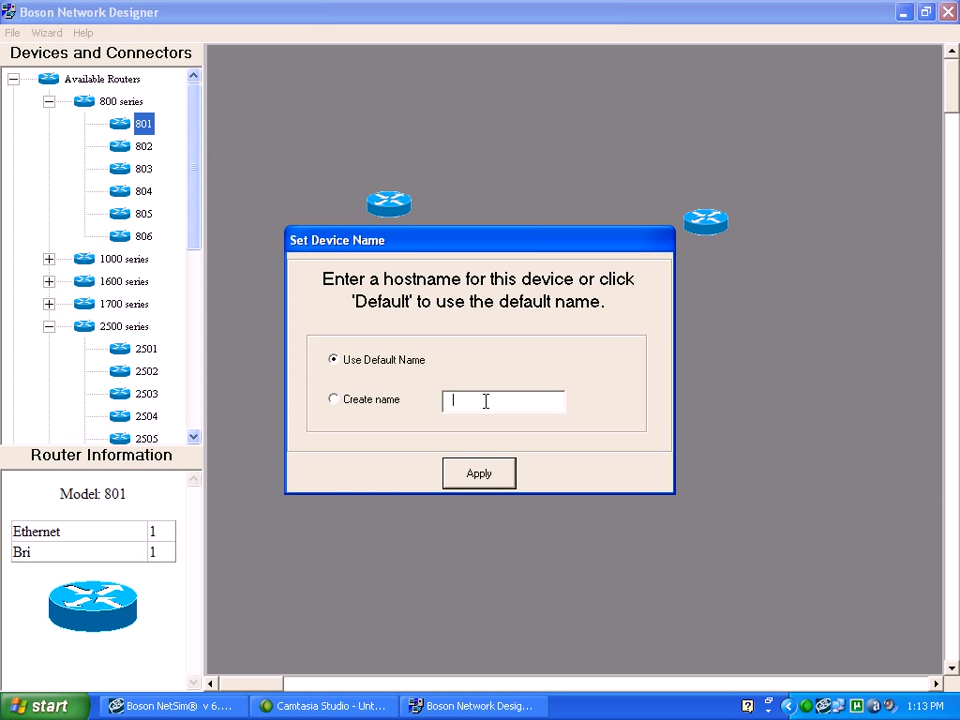 Boson Network Designer
File Wizard Help
Devices and Connectors
Available Routers
800 series
801
802
803
804
805
806
1000 series
1600 series
1700 series
2500 series
2501
2502
2503
2504
2505
Router Information
Model: 801
Ethernet 1
Bri 1
Set Device Name
Enter a hostname for this device or click
'Default' to use the default name.
Use Default Name
Create name
Apply
start
Boson NetSim® v 6....
Camtasia Studio - Unt...
Boson Network Desig...
1:13 PM